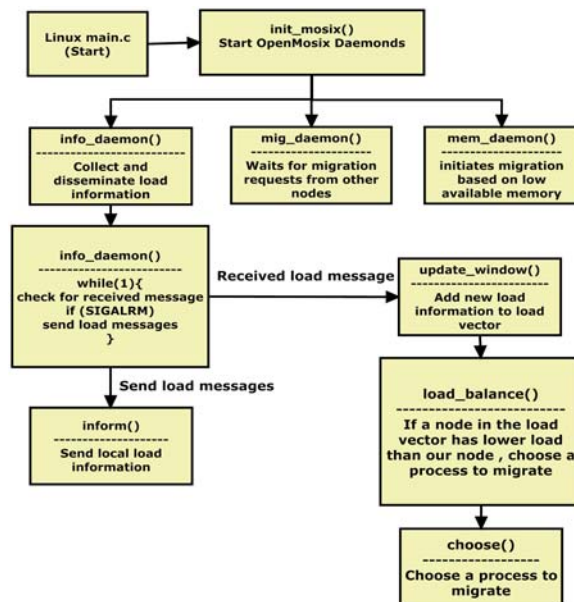 Linux main.c
(Start)
init_mosix()
Start OpenMosix Daemonds
info_daemon()
--------------------
Collect and
disseminate load
information
mig_daemon()
--------------------
Waits for migration
requests from other
nodes
mem_daemon()
--------------------
initiates migration
based on low
available memory
info_daemon()
--------------------
while(1){
check for received message
if (SIGALRM)
send load messages
}
Received load message
update_window()
--------------------
Add new load
information to load
vector
Send load messages
inform()
--------------------
Send local load
information
load_balance()
--------------------
If a node in the load
vector has lower load
than our node , choose a
process to migrate
choose()
--------------------
Choose a process to
migrate